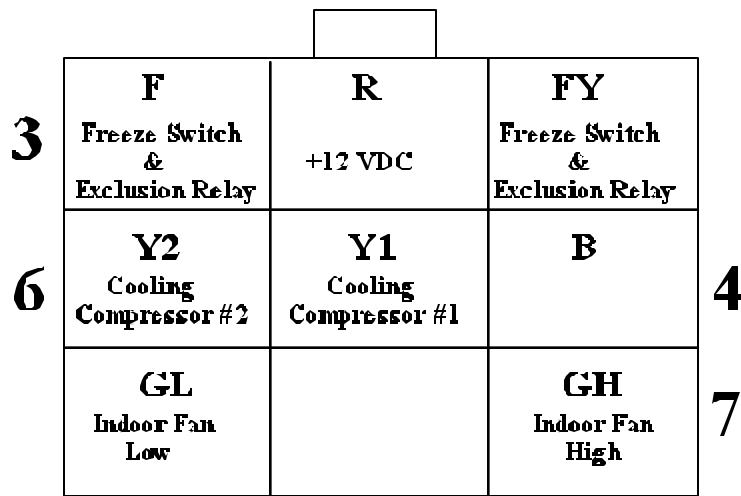 F
R
FY
3
Freeze Switch
&
Exclusion Relay
+12 VDC
Freeze Switch
&
Exclusion Relay
6
Y2
Cooling
Compressor #2
Y1
Cooling
Compressor #1
B
4
GL
Indoor Fan
Low
GH
Indoor Fan
High
7